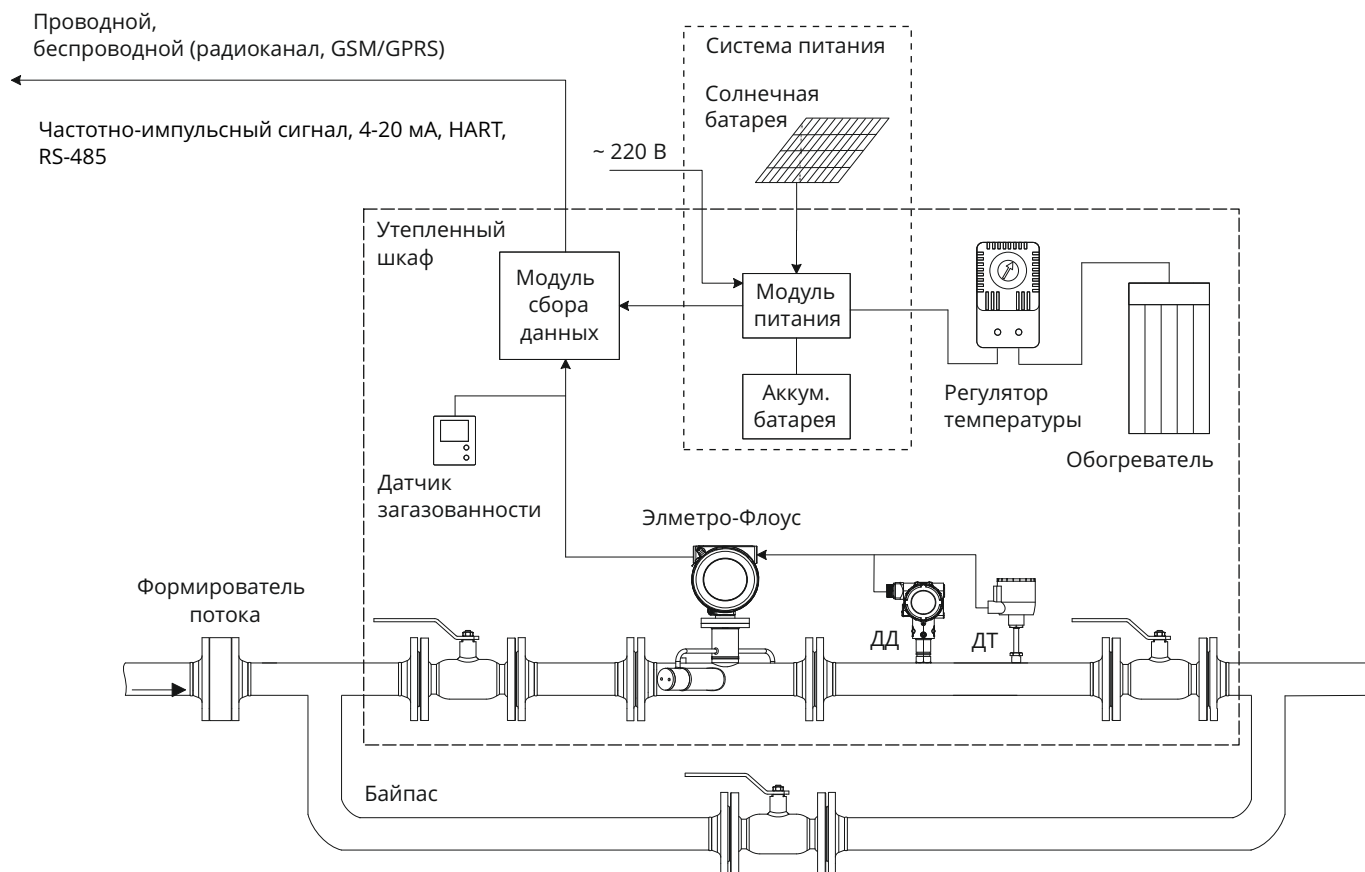 Проводной,
беспроводной (радиоканал, GSM/GPRS)
Частотно-импульсный сигнал, 4-20 мА, HART,
RS-485
Система питания
Солнечная
батарея
~ 220 В
Утепленный
шкаф
Модуль
сбора
данных
Модуль
питания
Аккум.
батарея
Регулятор
температуры
Обогреватель
Датчик
загазованности
Элметро-Флоус
Формирователь
потока
ДД
ДТ
Байпас